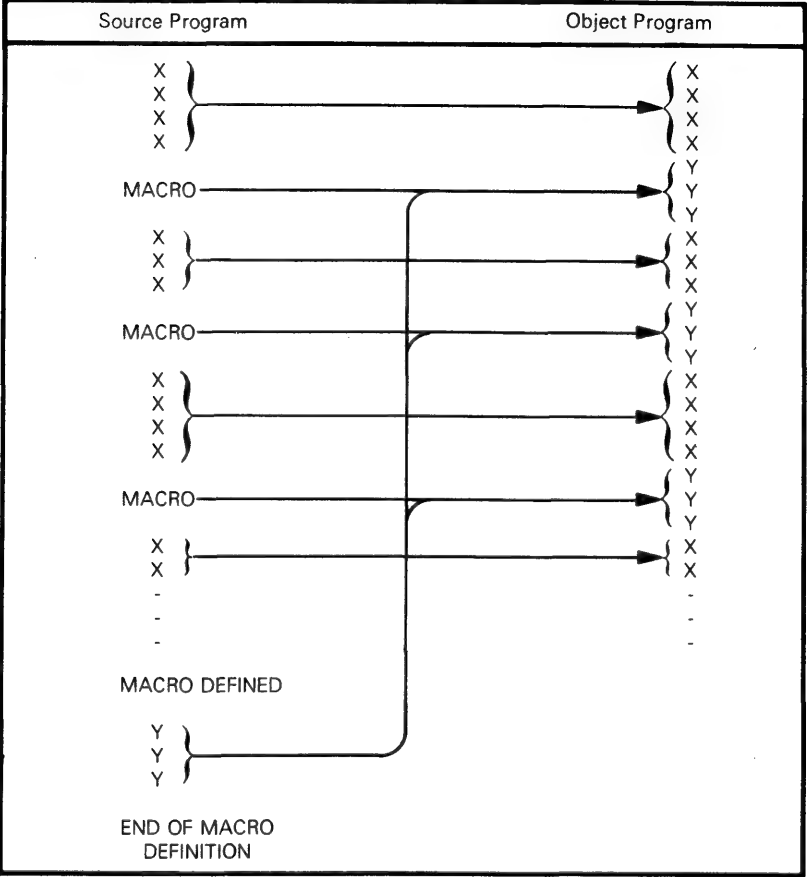 Source Program Object Program
X X
X X
X X
X X
Y
MACRO Y
Y
X X
X X
X X
Y
MACRO Y
Y
X X
X X
X X
X X
Y
MACRO Y
Y
X X
X X
- -
- -
- -
MACRO DEFINED
Y
Y
Y
END OF MACRO
DEFINITION